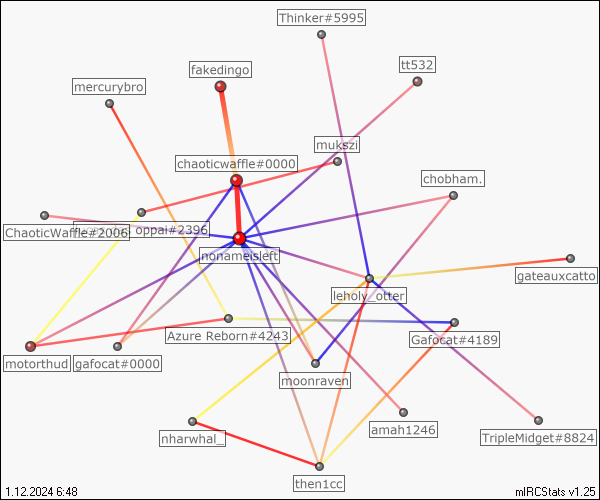 Thinker#5995
fakedingo
tt532
mercurybro
mukszi
chaoticwaffle#0000
chobham.
ChaoticWaffle#2006
oppai#2396
nonameisleft
gateauxcatto
leholy_otter
Azure Reborn#4243
Gafocat#4189
motorthud
gafocat#0000
moonraven
amah1246
nharwhal_
TripleMidget#8824
then1cc
1.12.2024 6:48
mIRCStats v1.25